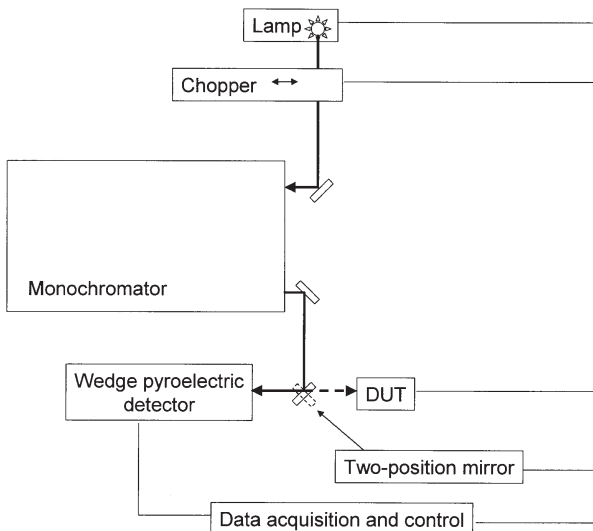 Lamp
Chopper
Monochromator
Wedge pyroelectric
detector
DUT
Two-position mirror
Data acquisition and control